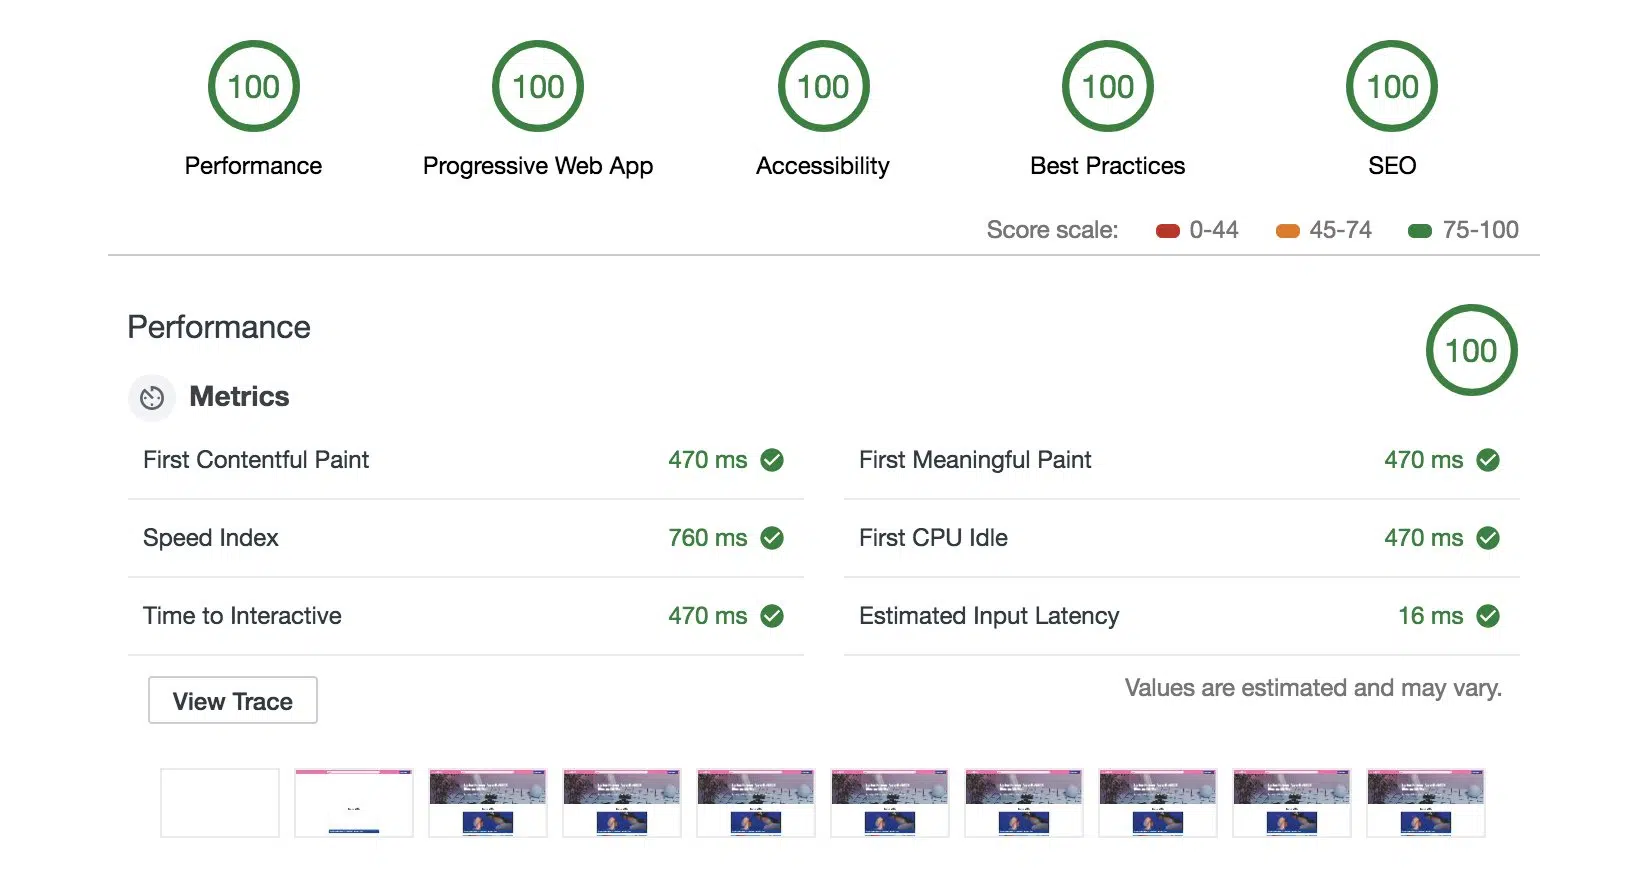 100 100 100 100 100
Performance Progressive Web App Accessibility Best Practices SEO
Score scale: 0-44 45-74 75-100
Performance
100
Metrics
First Contentful Paint 470 ms First Meaningful Paint 470 ms
Speed Index 760 ms First CPU Idle 470 ms
Time to Interactive 470 ms Estimated Input Latency 16 ms
View Trace
Values are estimated and may vary.